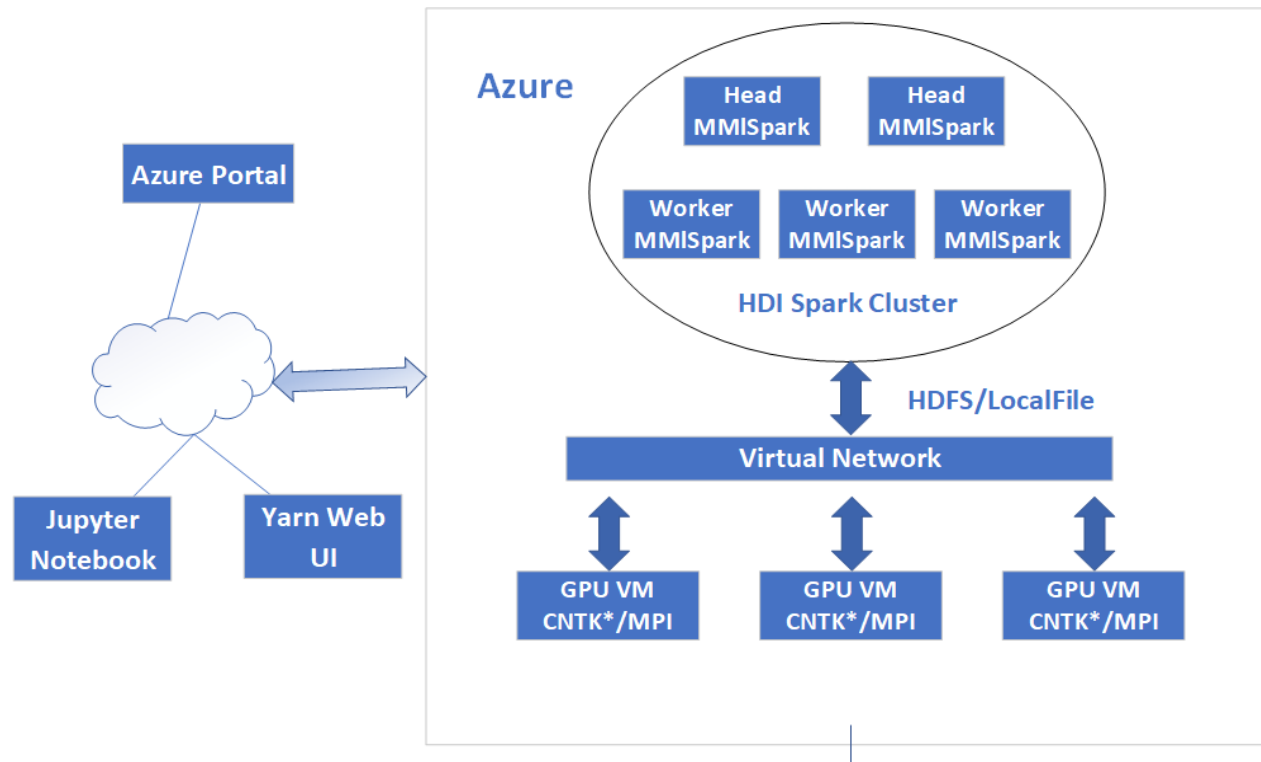 Azure
Head
MMlSpark
Head
MMlSpark
Azure Portal
Worker
MMlSpark
Worker
MMlSpark
Worker
MMlSpark
HDI Spark Cluster
HDFS/LocalFile
Virtual Network
Jupyter
Notebook
Yarn Web
UI
GPU VM
CNTK*/MPI
GPU VM
CNTK*/MPI
GPU VM
CNTK*/MPI